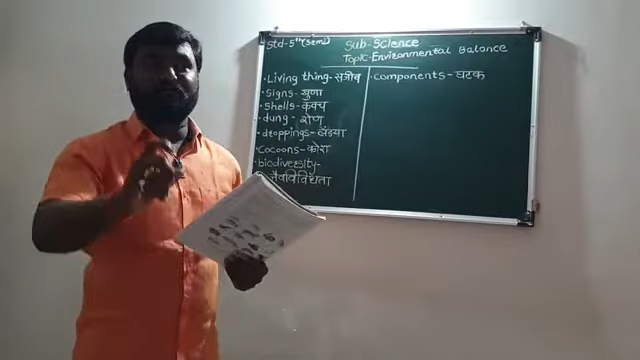 Std-5th (Sem2) Sub-Science
Topic-Environmental Balance
• Living thing-सजीव
• Signs-खुणा
• Shells-कवच
• dung-शेण
• droppings-लेंड्या
• Cocoons-कोश
• biodiversity-
जैवविविधता
• Components-घटक